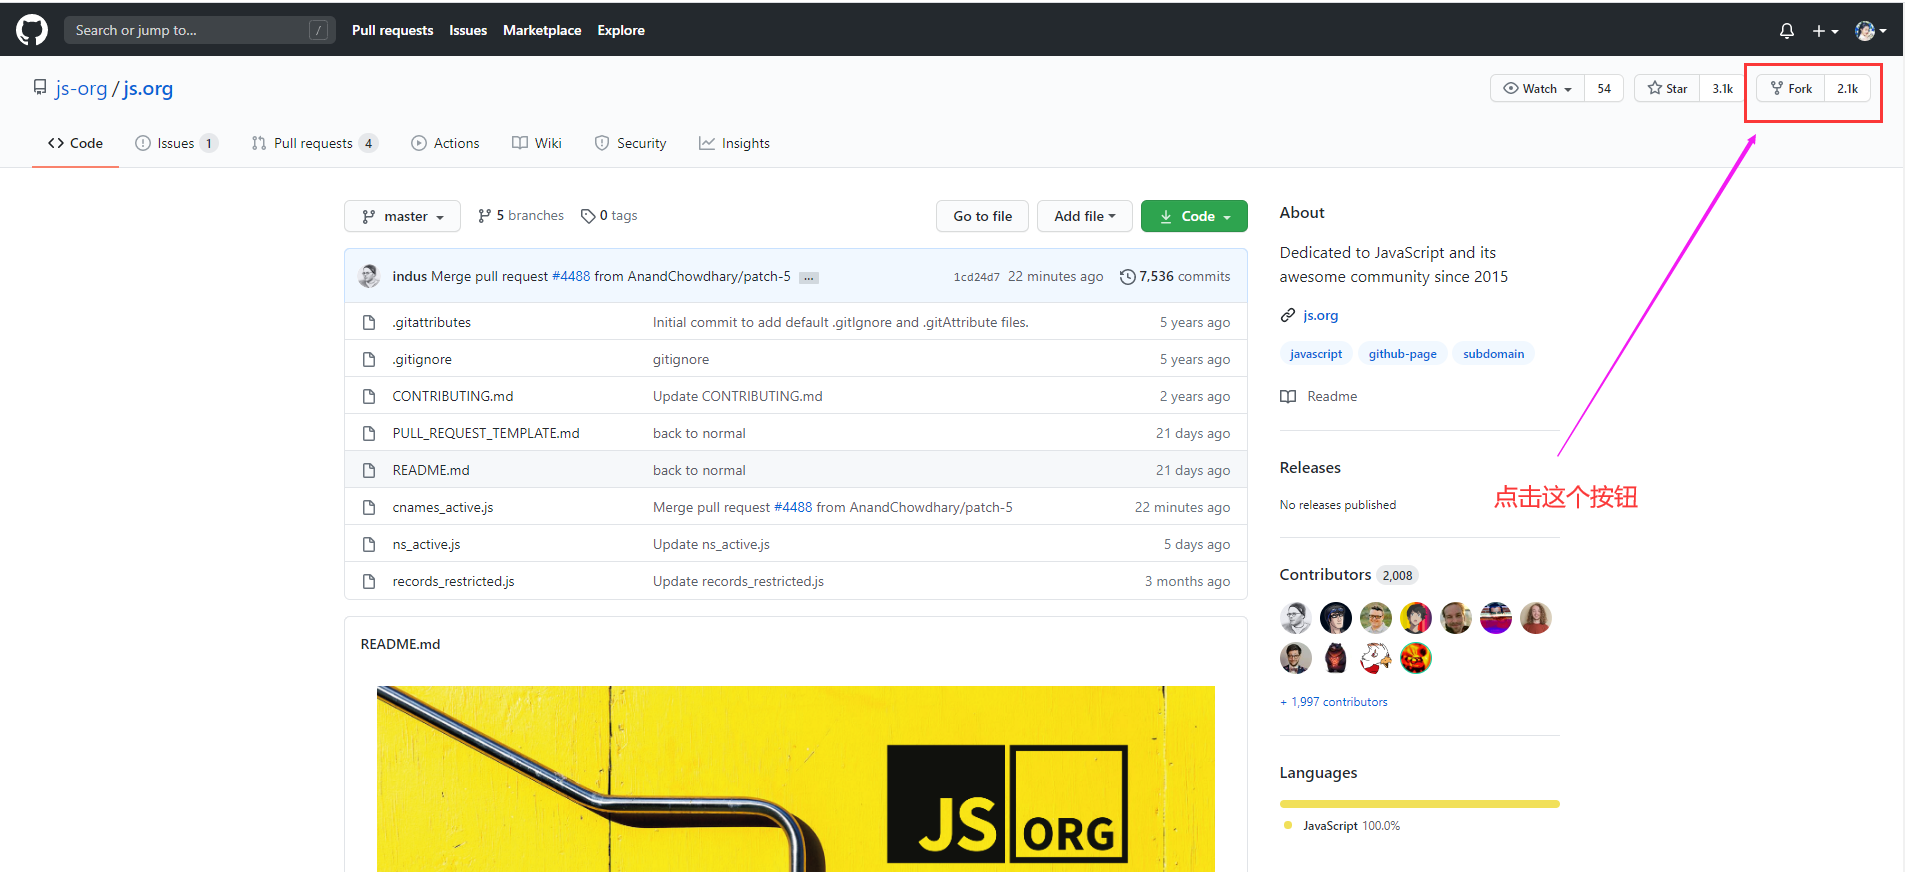 Search or jump to... /
Pull requests Issues Marketplace Explore
js-org / js.org
Watch 54 Star 3.1k Fork 2.1k
Code Issues 1 Pull requests 4 Actions Wiki Security Insights
master 5 branches 0 tags Go to file Add file Code
indus Merge pull request #4488 from AnandChowdhary/patch-5 ... 1cd24d7 22 minutes ago 7,536 commits
.gitattributes Initial commit to add default .gitIgnore and .gitAttribute files. 5 years ago
.gitignore gitignore 5 years ago
CONTRIBUTING.md Update CONTRIBUTING.md 2 years ago
PULL_REQUEST_TEMPLATE.md back to normal 21 days ago
README.md back to normal 21 days ago
cnames_active.js Merge pull request #4488 from AnandChowdhary/patch-5 22 minutes ago
ns_active.js Update ns_active.js 5 days ago
records_restricted.js Update records_restricted.js 3 months ago
README.md
JS ORG
About
Dedicated to JavaScript and its
awesome community since 2015
js.org
javascript github-page subdomain
Readme
Releases
No releases published
点击这个按钮
Contributors 2,008
+ 1,997 contributors
Languages
JavaScript 100.0%